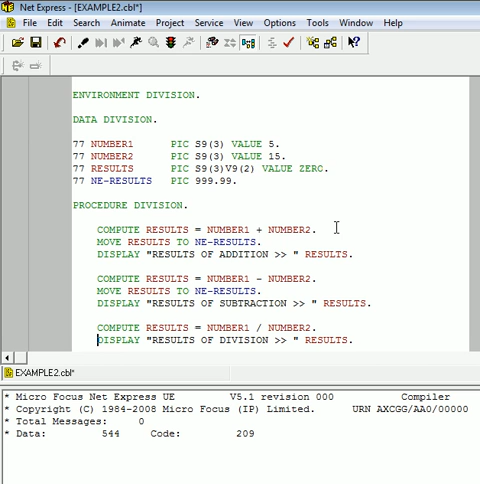 Net Express - [EXAMPLE2.cbl*]
File Edit Search Animate Project Service View Options Tools Window Help
ENVIRONMENT DIVISION.
DATA DIVISION.
77 NUMBER1 PIC S9(3) VALUE 5.
77 NUMBER2 PIC S9(3) VALUE 15.
77 RESULTS PIC S9(3)V9(2) VALUE ZERO.
77 NE-RESULTS PIC 999.99.
PROCEDURE DIVISION.
COMPUTE RESULTS = NUMBER1 + NUMBER2.
MOVE RESULTS TO NE-RESULTS.
DISPLAY "RESULTS OF ADDITION >> " RESULTS.
COMPUTE RESULTS = NUMBER1 - NUMBER2.
MOVE RESULTS TO NE-RESULTS.
DISPLAY "RESULTS OF SUBTRACTION >> " RESULTS.
COMPUTE RESULTS = NUMBER1 / NUMBER2.
DISPLAY "RESULTS OF DIVISION >> " RESULTS.
EXAMPLE2.cbl*
* Micro Focus Net Express UE V5.1 revision 000 Compiler
* Copyright (C) 1984-2008 Micro Focus (IP) Limited. URN AXCGG/AA0/00000
* Total Messages: 0
* Data: 544 Code: 209